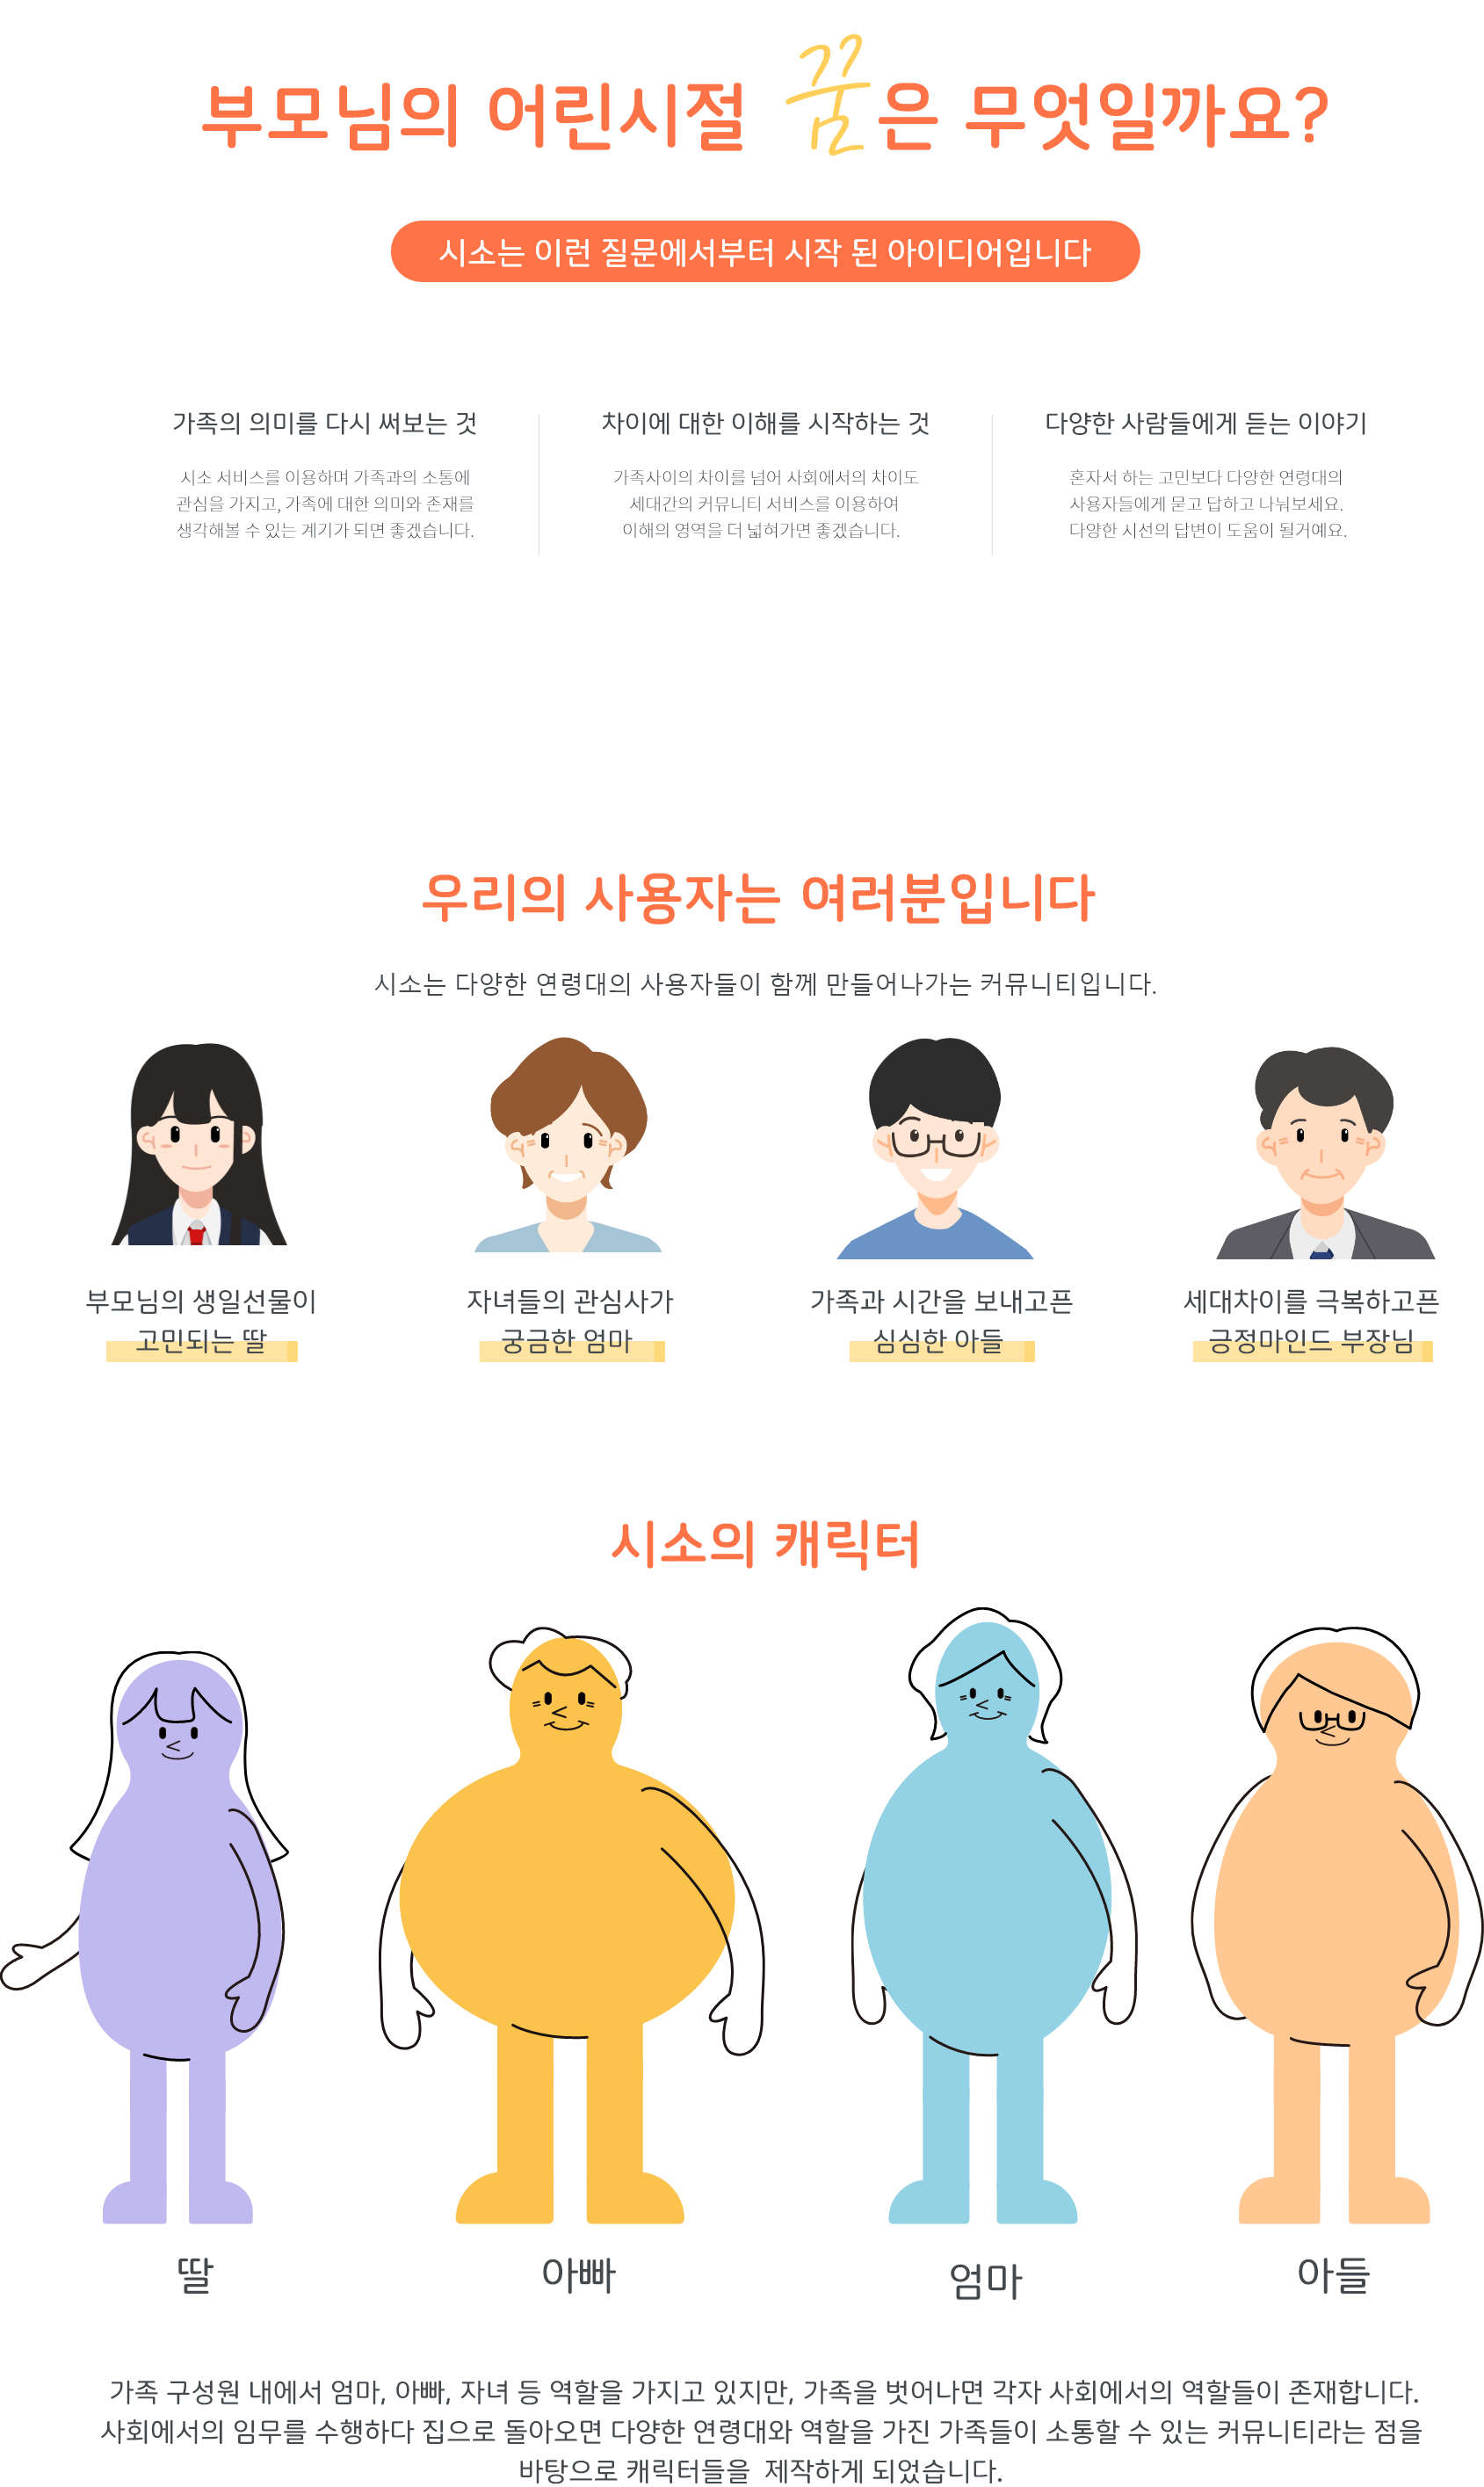 부모님의 어린시절 꿈은 무엇일까요?
시소는 이런 질문에서부터 시작 된 아이디어입니다
가족의 의미를 다시 써보는 것
시소 서비스를 이용하며 가족과의 소통에
관심을 가지고, 가족에 대한 의미와 존재를
생각해볼 수 있는 계기가 되면 좋겠습니다.
차이에 대한 이해를 시작하는 것
가족사이의 차이를 넘어 사회에서의 차이도
세대간의 커뮤니티 서비스를 이용하여
이해의 영역을 더 넓혀가면 좋겠습니다.
다양한 사람들에게 듣는 이야기
혼자서 하는 고민보다 다양한 연령대의
사용자들에게 묻고 답하고 나눠보세요.
다양한 시선의 답변이 도움이 될거예요.
우리의 사용자는 여러분입니다
시소는 다양한 연령대의 사용자들이 함께 만들어나가는 커뮤니티입니다.
부모님의 생일선물이
고민되는 딸
자녀들의 관심사가
궁금한 엄마
가족과 시간을 보내고픈
심심한 아들
세대차이를 극복하고픈
긍정마인드 부장님
시소의 캐릭터
딸
아빠
엄마
아들
가족 구성원 내에서 엄마, 아빠, 자녀 등 역할을 가지고 있지만, 가족을 벗어나면 각자 사회에서의 역할들이 존재합니다.
사회에서의 임무를 수행하다 집으로 돌아오면 다양한 연령대와 역할을 가진 가족들이 소통할 수 있는 커뮤니티라는 점을
바탕으로 캐릭터들을 제작하게 되었습니다.